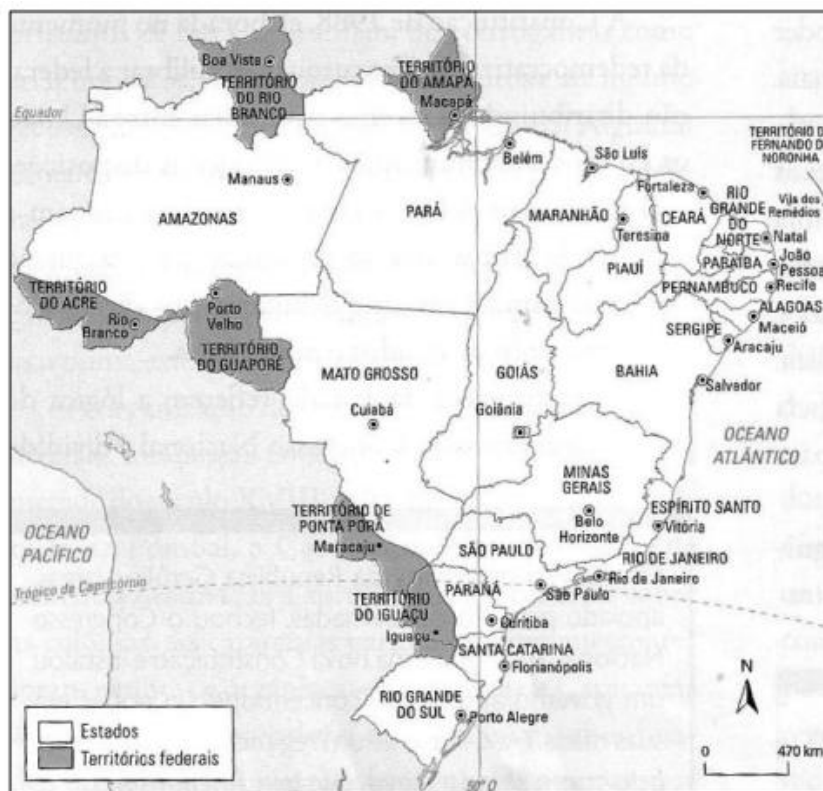 Boa Vista
TERRITÓRIO
DO RIO
BRANCO
TERRITÓRIO
DO AMAPÁ
Macapá
Equador
Belém
São Luís
TERRITÓRIO D
FERNANDO DE
NORONHA
Vila dos
Remédios
Manaus
AMAZONAS
PARÁ
MARANHÃO
Fortaleza
CEARÁ
RIO
GRANDE
DO
NORTE
Natal
Teresina
PIAUÍ
PARAÍBA
João
Pessoa
PERNAMBUCO
Recife
TERRITÓRIO
DO ACRE
Rio
Branco
Porto
Velho
TERRITÓRIO
DO GUAPORÉ
ALAGOAS
Maceió
SERGIPE
Aracaju
MATO GROSSO
Cuiabá
GOIÁS
Goiânia
BAHIA
Salvador
OCEANO
ATLÂNTICO
MINAS
GERAIS
Belo
Horizonte
ESPÍRITO SANTO
Vitória
OCEANO
PACÍFICO
TERRITÓRIO DE
PONTA PORÃ
Maracaju
SÃO PAULO
RIO DE JANEIRO
Rio de Janeiro
São Paulo
Trópico de Capricórnio
TERRITÓRIO
DO IGUAÇU
Iguaçu
PARANÁ
Curitiba
SANTA CATARINA
Florianópolis
RIO GRANDE
DO SUL
Porto Alegre
N
Estados
Territórios federais
50° O
0 470 km